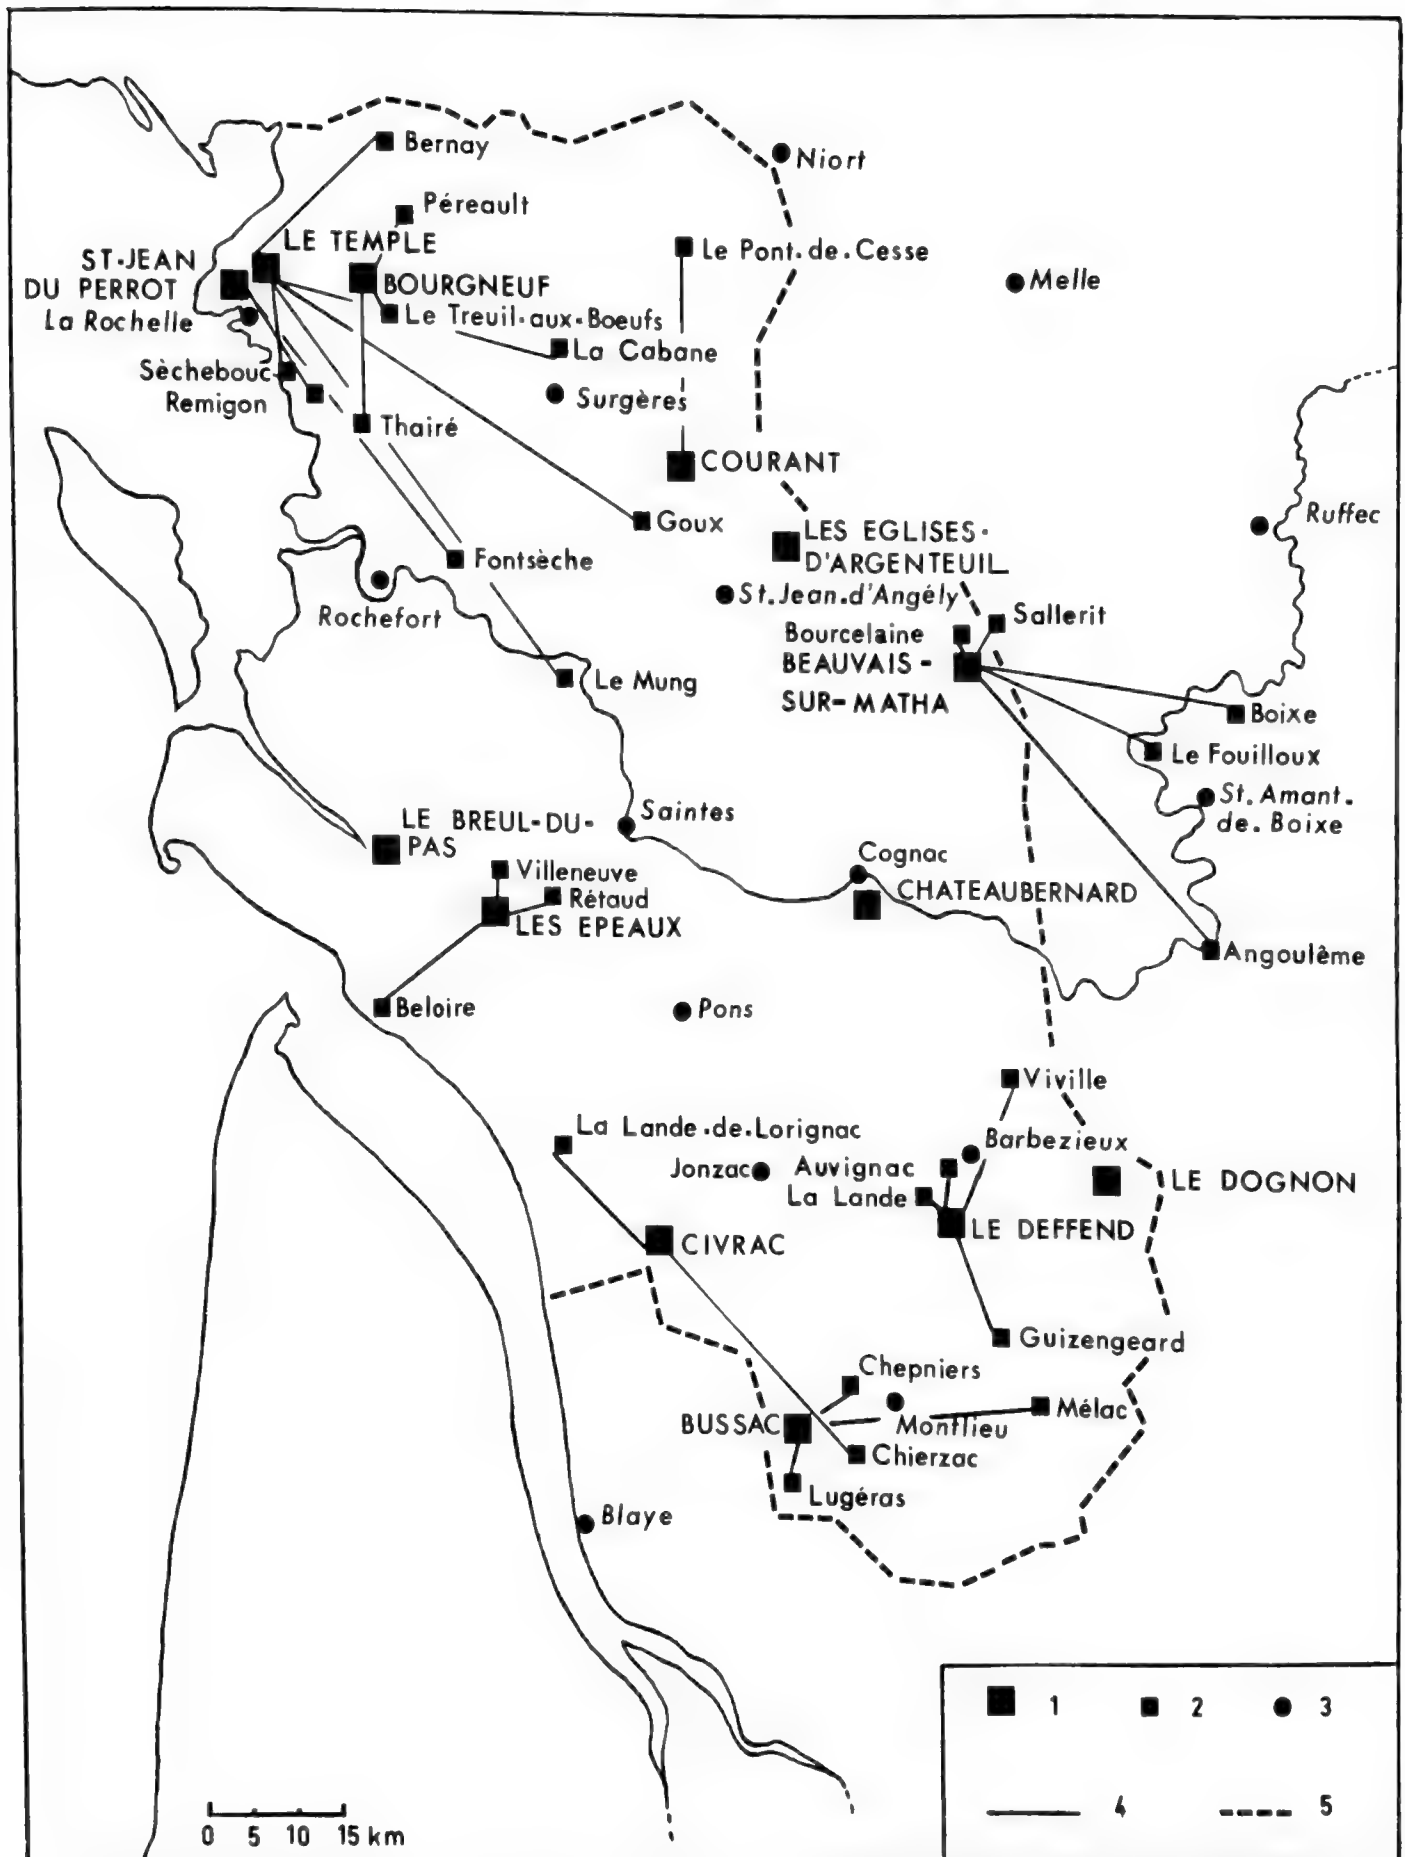 Bernay
Niort
Péreault
LE TEMPLE
Le Pont-de-Cesse
ST-JEAN
DU PERROT
BOURGNEUF
Melle
La Rochelle
Le Treuil-aux-Boeufs
La Cabane
Sèchebouc
Remigon
Surgères
Thairé
COURANT
Goux
Ruffec
LES EGLISES-
D'ARGENTEUIL
Fontsèche
St.Jean.d'Angély
Rochefort
Sallerit
Bourcelaine
BEAUVAIS-
SUR-MATHA
Le Mung
Boixe
Le Fouilloux
St. Amant-
de. Boixe
LE BREUL-DU-
PAS
Saintes
Cognac
Villeneuve
CHATEAUBERNARD
Rétaud
LES EPEAUX
Angoulême
Beloire
Pons
Viville
La Lande-de-Lorignac
Barbezieux
Jonzac
Auvignac
La Lande
LE DOGNON
LE DEFFEND
CIVRAC
Guizengeard
Chepniers
Mélac
BUSSAC
Montlieu
Chierzac
Lugéras
Blaye
1 2 3
4 5
0 5 10 15 km